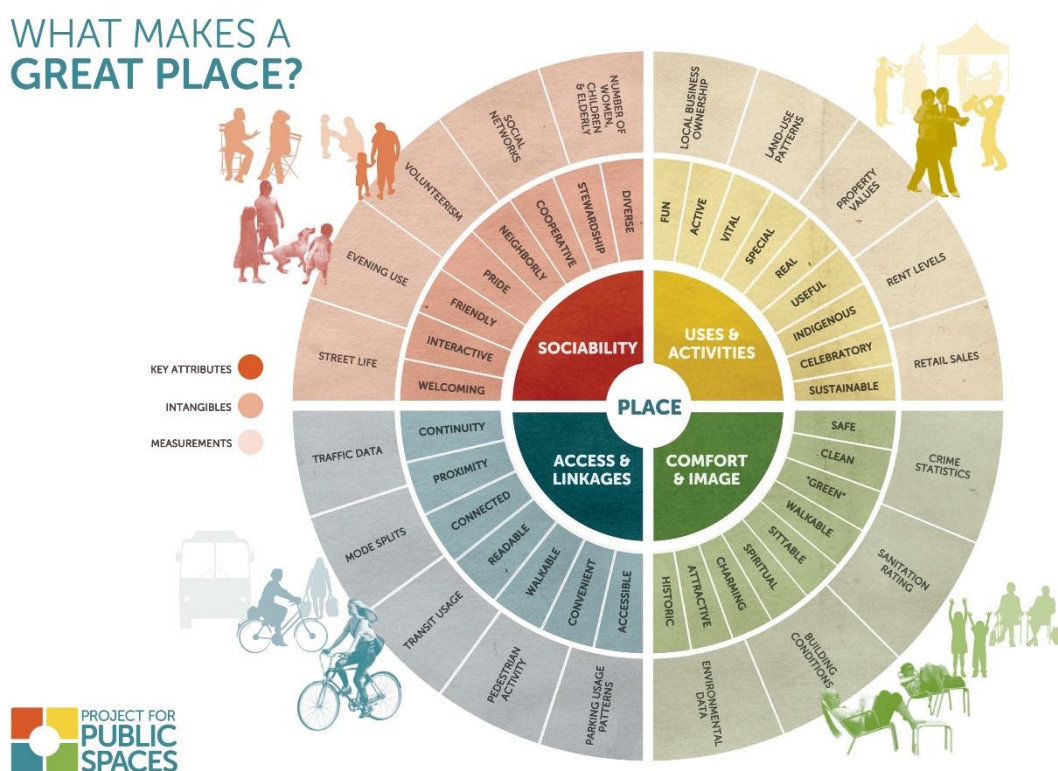 WHAT MAKES A
GREAT PLACE?
NUMBER OF
WOMEN,
CHILDREN
& ELDERLY
SOCIAL
NETWORKS
VOLUNTEERISM
EVENING USE
STREET LIFE
LOCAL BUSINESS
OWNERSHIP
LAND-USE
PATTERNS
PROPERTY
VALUES
RENT LEVELS
RETAIL SALES
DIVERSE
STEWARDSHIP
COOPERATIVE
NEIGHBORLY
PRIDE
FRIENDLY
INTERACTIVE
WELCOMING
FUN
ACTIVE
VITAL
SPECIAL
REAL
USEFUL
INDIGENOUS
CELEBRATORY
SUSTAINABLE
SOCIABILITY
USES &
ACTIVITIES
PLACE
ACCESS &
LINKAGES
COMFORT
& IMAGE
KEY ATTRIBUTES
INTANGIBLES
MEASUREMENTS
CONTINUITY
PROXIMITY
CONNECTED
READABLE
WALKABLE
CONVENIENT
ACCESSIBLE
SAFE
CLEAN
"GREEN"
WALKABLE
SITTABLE
SPIRITUAL
CHARMING
ATTRACTIVE
HISTORIC
TRAFFIC DATA
MODE SPLITS
TRANSIT USAGE
PEDESTRIAN
ACTIVITY
PARKING USAGE
PATTERNS
CRIME
STATISTICS
SANITATION
RATING
BUILDING
CONDITIONS
ENVIRONMENTAL
DATA
PROJECT FOR
PUBLIC
SPACES